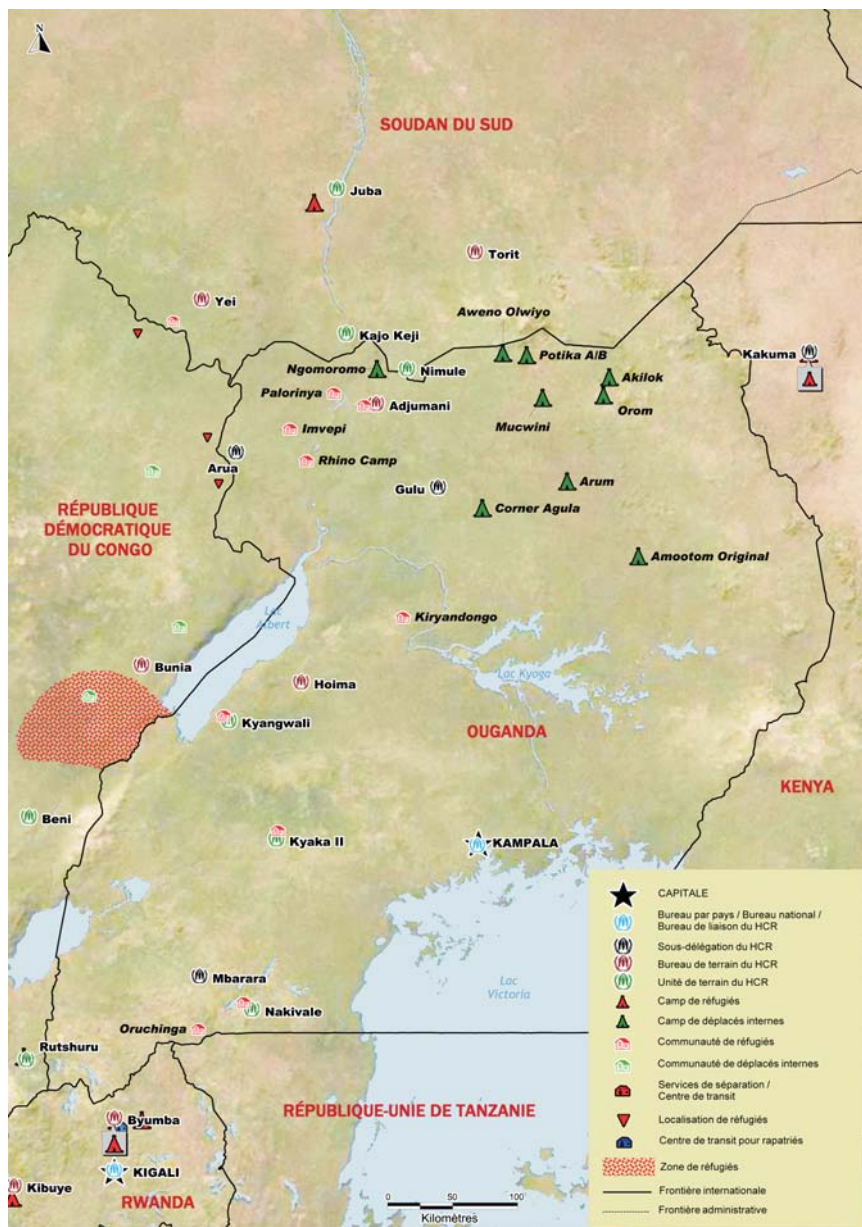 N
SOUDAN DU SUD
Juba
Torit
Yei
Aweno Olwiyo
Kajo Keji
Ngomoromo
Nimule
Potika A/B
Kakuma
Akilok
Palorinya
Adjumani
Orom
Mucwini
Imvepi
Rhino Camp
Arua
Gulu
Arum
Corner Agula
RÉPUBLIQUE
DÉMOCRATIQUE
DU CONGO
Amootom Original
Lac
Albert
Kiryandongo
Bunia
Hoima
Lac Kyoga
Kyangwali
OUGANDA
KENYA
Beni
Kyaka II
KAMPALA
Mbarara
Lac
Victoria
Nakivale
Oruchinga
Rutshuru
RÉPUBLIQUE-UNIE DE TANZANIE
Byumba
KIGALI
Kibuye
RWANDA
0 50 100
Kilomètres
CAPITALE
Bureau par pays / Bureau national /
Bureau de liaison du HCR
Sous-délégation du HCR
Bureau de terrain du HCR
Unité de terrain du HCR
Camp de réfugiés
Camp de déplacés internes
Communauté de réfugiés
Communauté de déplacés internes
Services de séparation /
Centre de transit
Localisation de réfugiés
Centre de transit pour rapatriés
Zone de réfugiés
Frontière internationale
Frontière administrative